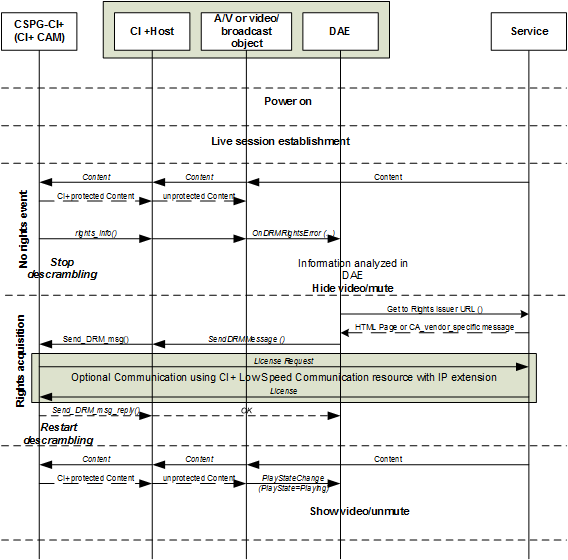 CSPG-CI+
(CI+ CAM)
CI +Host
A/V or video/
broadcast
object
DAE
Service
Power on
Live session establishment
No rights event
Content
Content
Content
CI+protected Content
unprotected Content
rights_info()
OnDRMRightsError (...)
Stop
descrambling
Information analyzed in
DAE
Hide video/mute
Rights acquisition
Get to Rights Issuer URL ()
HTML Page or CA_vendor_specific message
Send_DRM_msg()
SendDRMMessage ()
License Request
Optional Communication using CI+ Low Speed Communication resource with IP extension
License
Send_DRM_msg_reply()
OK
Restart
descrambling
Content
Content
Content
CI+protected Content
unprotected Content
PlayStateChange
(PlayState=Playing)
Show video/unmute